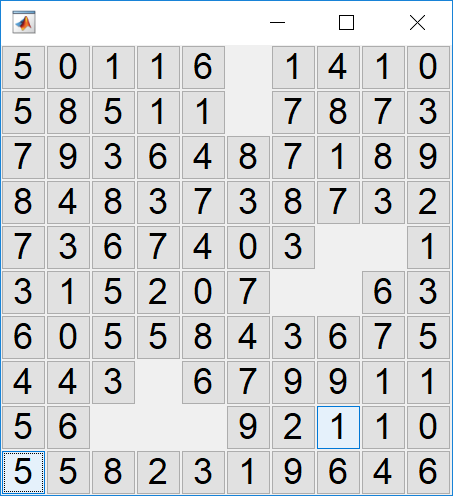 5 0 1 1 6 1 4 1 0
5 8 5 1 1 7 8 7 3
7 9 3 6 4 8 7 1 8 9
8 4 8 3 7 3 8 7 3 2
7 3 6 7 4 0 3 1
3 1 5 2 0 7 6 3
6 0 5 5 8 4 3 6 7 5
4 4 3 6 7 9 9 1 1
5 6 9 2 1 1 0
5 5 8 2 3 1 9 6 4 6